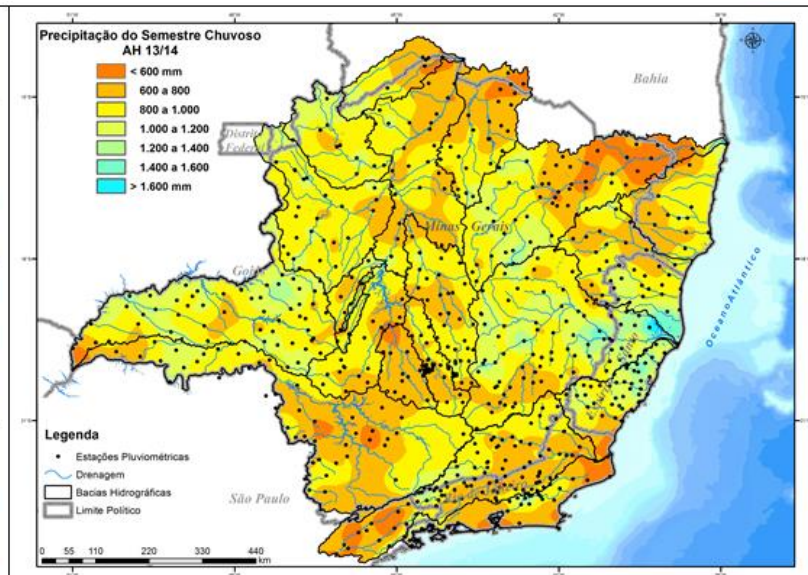 Precipitação do Semestre Chuvoso
AH 13/14
< 600 mm
600 a 800
800 a 1.000
1.000 a 1.200
1.200 a 1.400
1.400 a 1.600
> 1.600 mm
Bahia
Distrito
Federal
Minas Gerais
Goiás
Oceano Atlântico
São Paulo
Legenda
Estações Pluviométricas
Drenagem
Bacias Hidrográficas
Limite Político
0 55 110 220 330 440
km